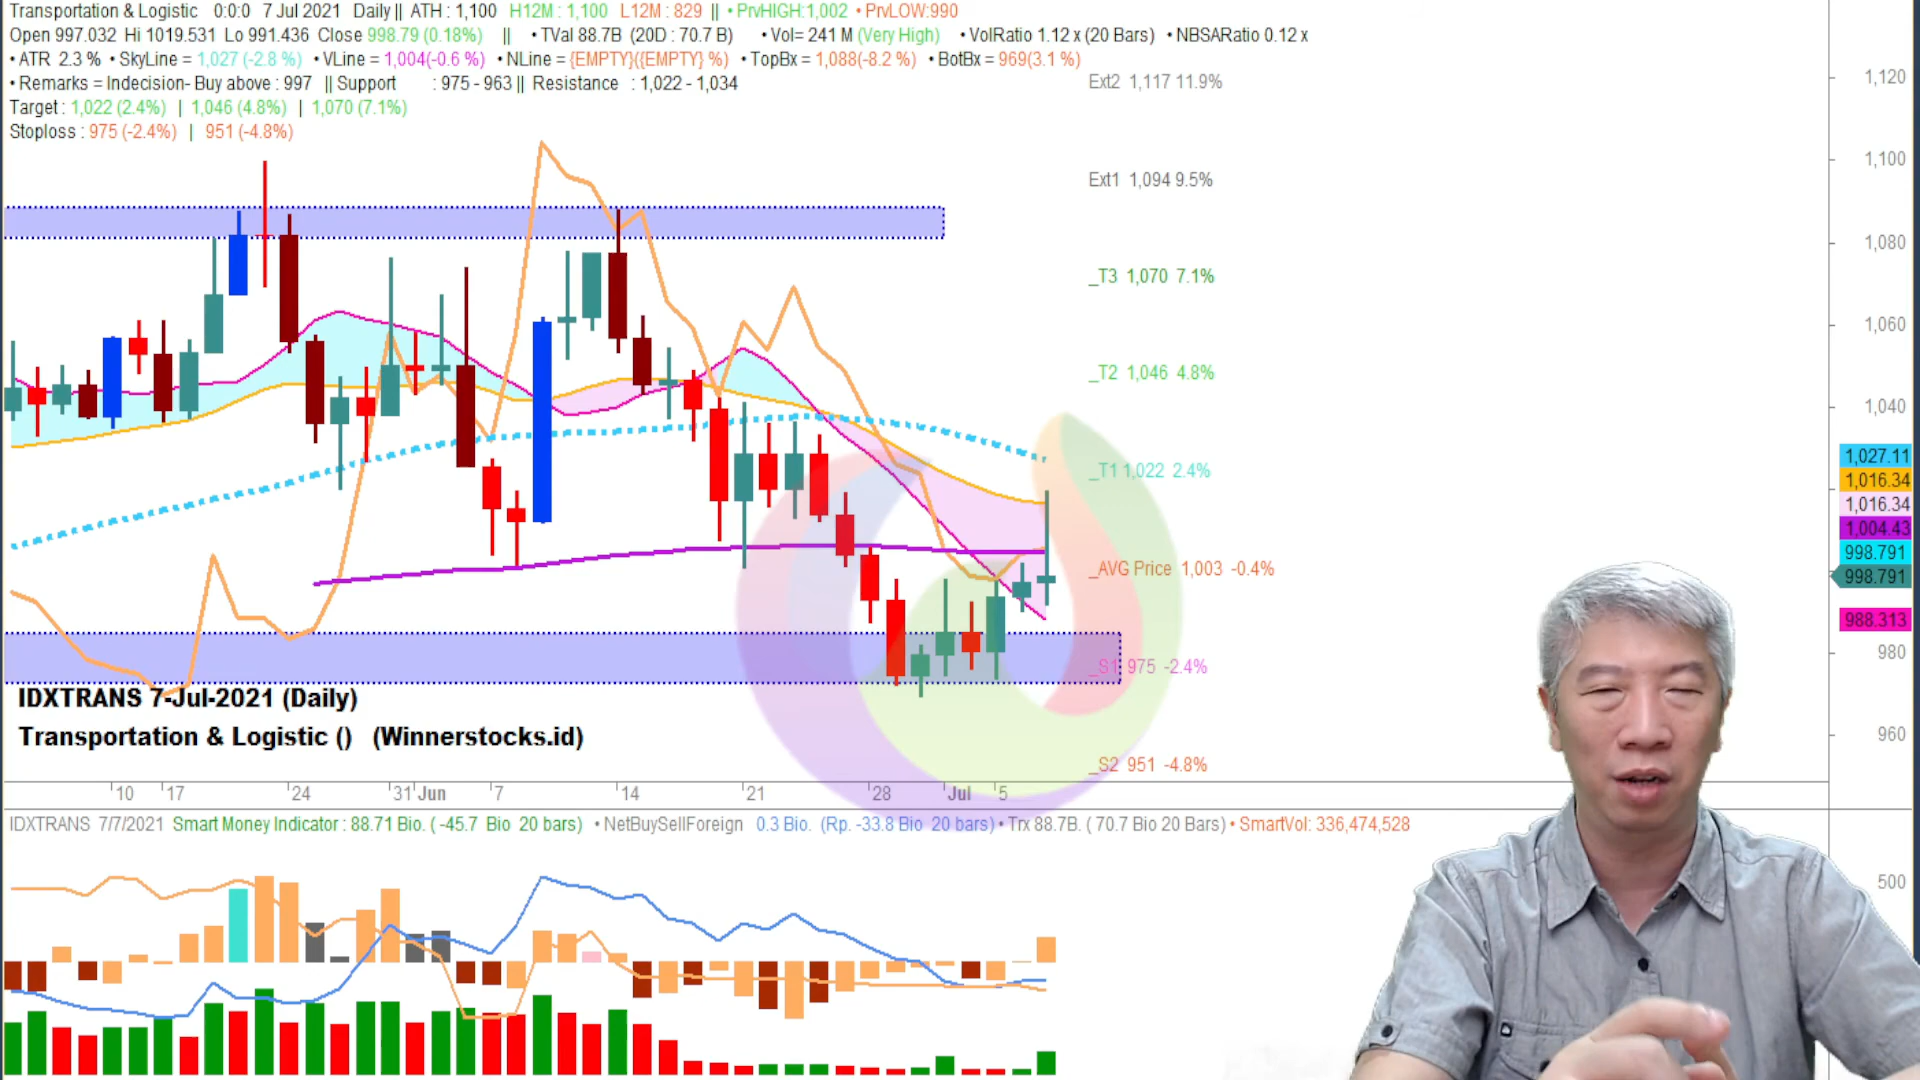 Transportation & Logistic 0:0:0 7 Jul 2021 Daily || ATH : 1,100 H12M : 1,100 L12M : 829 || • PrvHIGH:1,002 • PrvLOW:990
Open 997.032 Hi 1019.531 Lo 991.436 Close 998.79 (0.18%) || • TVal 88.7B (20D : 70.7 B) • Vol= 241 M (Very High) • VolRatio 1.12 x (20 Bars) • NBSARatio 0.12 x
• ATR 2.3 % • SkyLine = 1,027 (-2.8 %) • VLine = 1,004(-0.6 %) • NLine = {EMPTY}({EMPTY} %) • TopBx = 1,088(-8.2 %) • BotBx = 969(3.1 %)
• Remarks = Indecision- Buy above : 997 || Support : 975 - 963 || Resistance : 1,022 - 1,034
Target : 1,022 (2.4%) | 1,046 (4.8%) | 1,070 (7.1%)
Stoploss : 975 (-2.4%) | 951 (-4.8%)
Ext2 1,117 11.9%
Ext1 1,094 9.5%
_T3 1,070 7.1%
_T2 1,046 4.8%
_T1 1,022 2.4%
_AVG Price 1,003 -0.4%
_S1 975 -2.4%
_S2 951 -4.8%
1,120
1,100
1,080
1,060
1,040
1,027.11
1,016.34
1,016.34
1,004.43
998.791
998.791
988.313
980
960
IDXTRANS 7-Jul-2021 (Daily)
Transportation & Logistic () (Winnerstocks.id)
10 17 24 31 Jun 7 14 21 28 Jul 5
IDXTRANS 7/7/2021 Smart Money Indicator : 88.71 Bio. ( -45.7 Bio 20 bars) • NetBuySellForeign 0.3 Bio. (Rp. -33.8 Bio 20 bars) • Trx 88.7B. ( 70.7 Bio 20 Bars) • SmartVol: 336,474,528
500